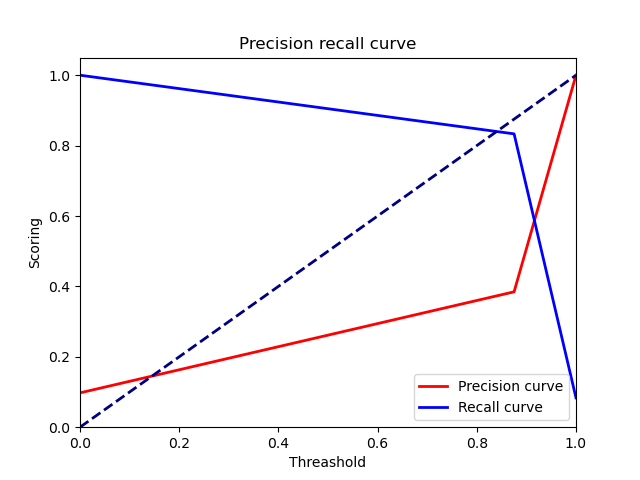 Precision recall curve
Scoring
1.0
0.8
0.6
0.4
0.2
0.0
0.0 0.2 0.4 0.6 0.8 1.0
Threashold
Precision curve
Recall curve